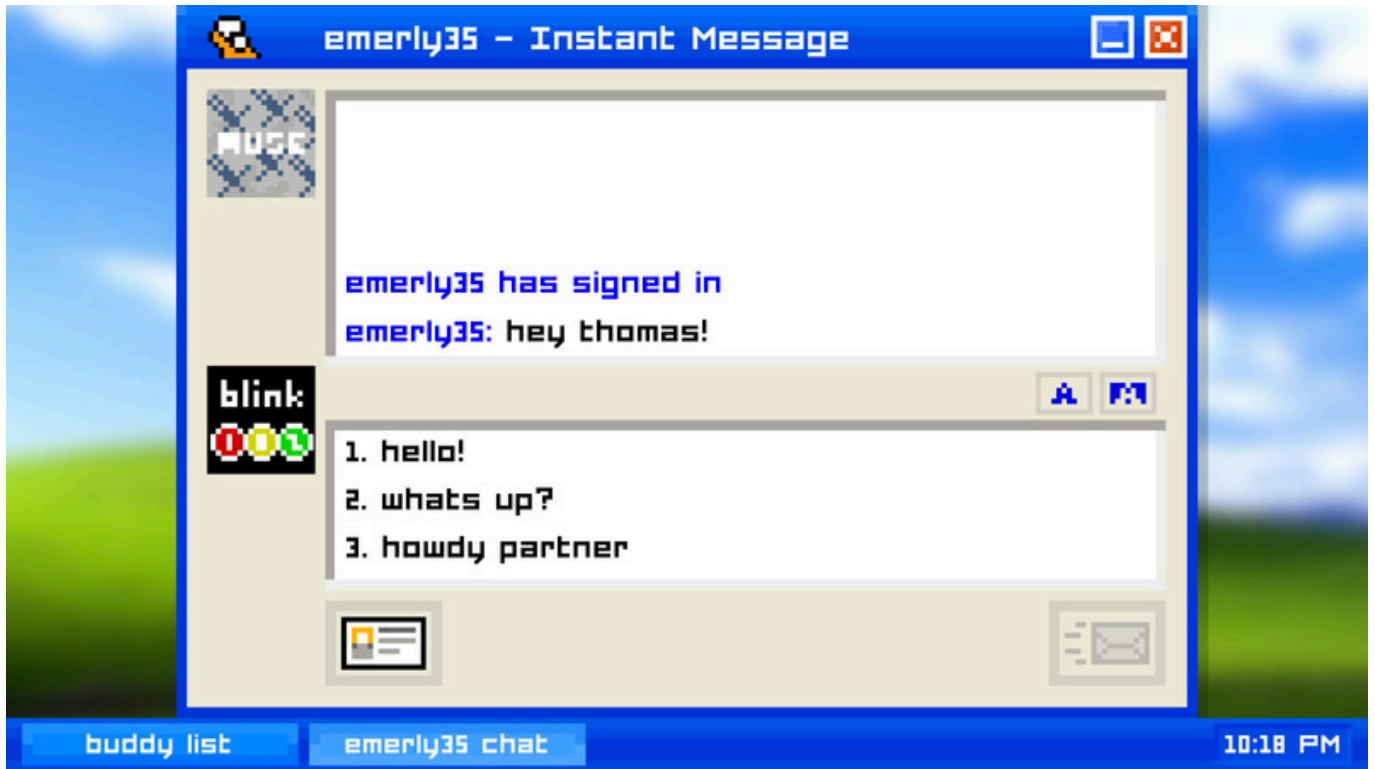 emerly35 - Instant Message
MUSE
emerly35 has signed in
emerly35: hey thomas!
blink
182
A
1. hello!
2. whats up?
3. howdy partner
buddy list
emerly35 chat
10:18 PM